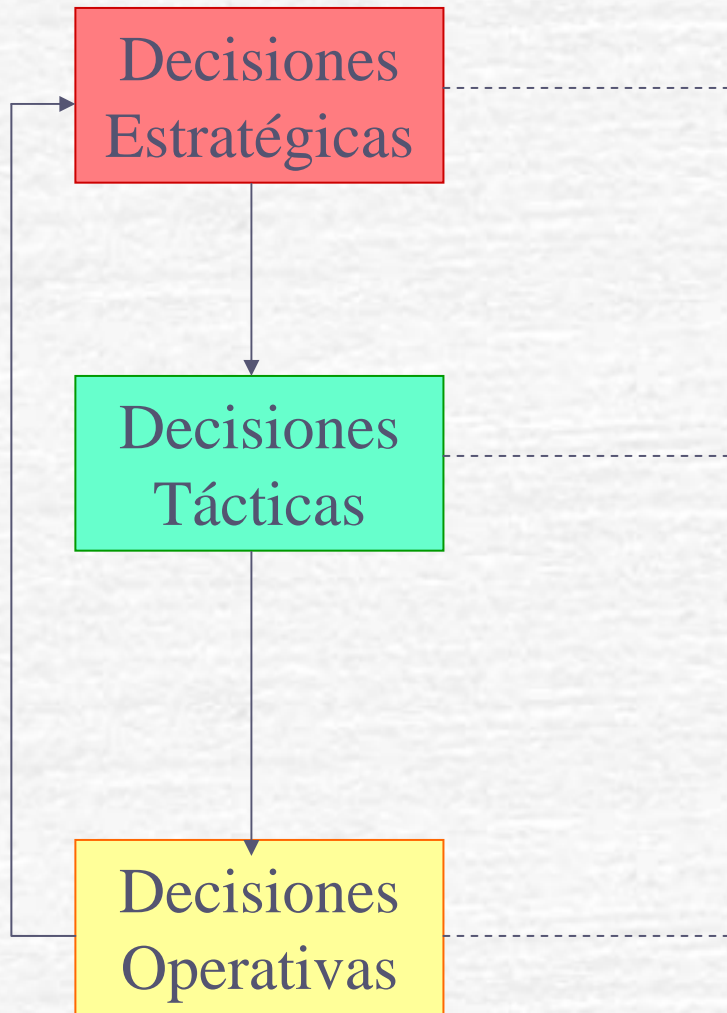 Decisiones
Estratégicas
Decisiones
Tácticas
Decisiones
Operativas